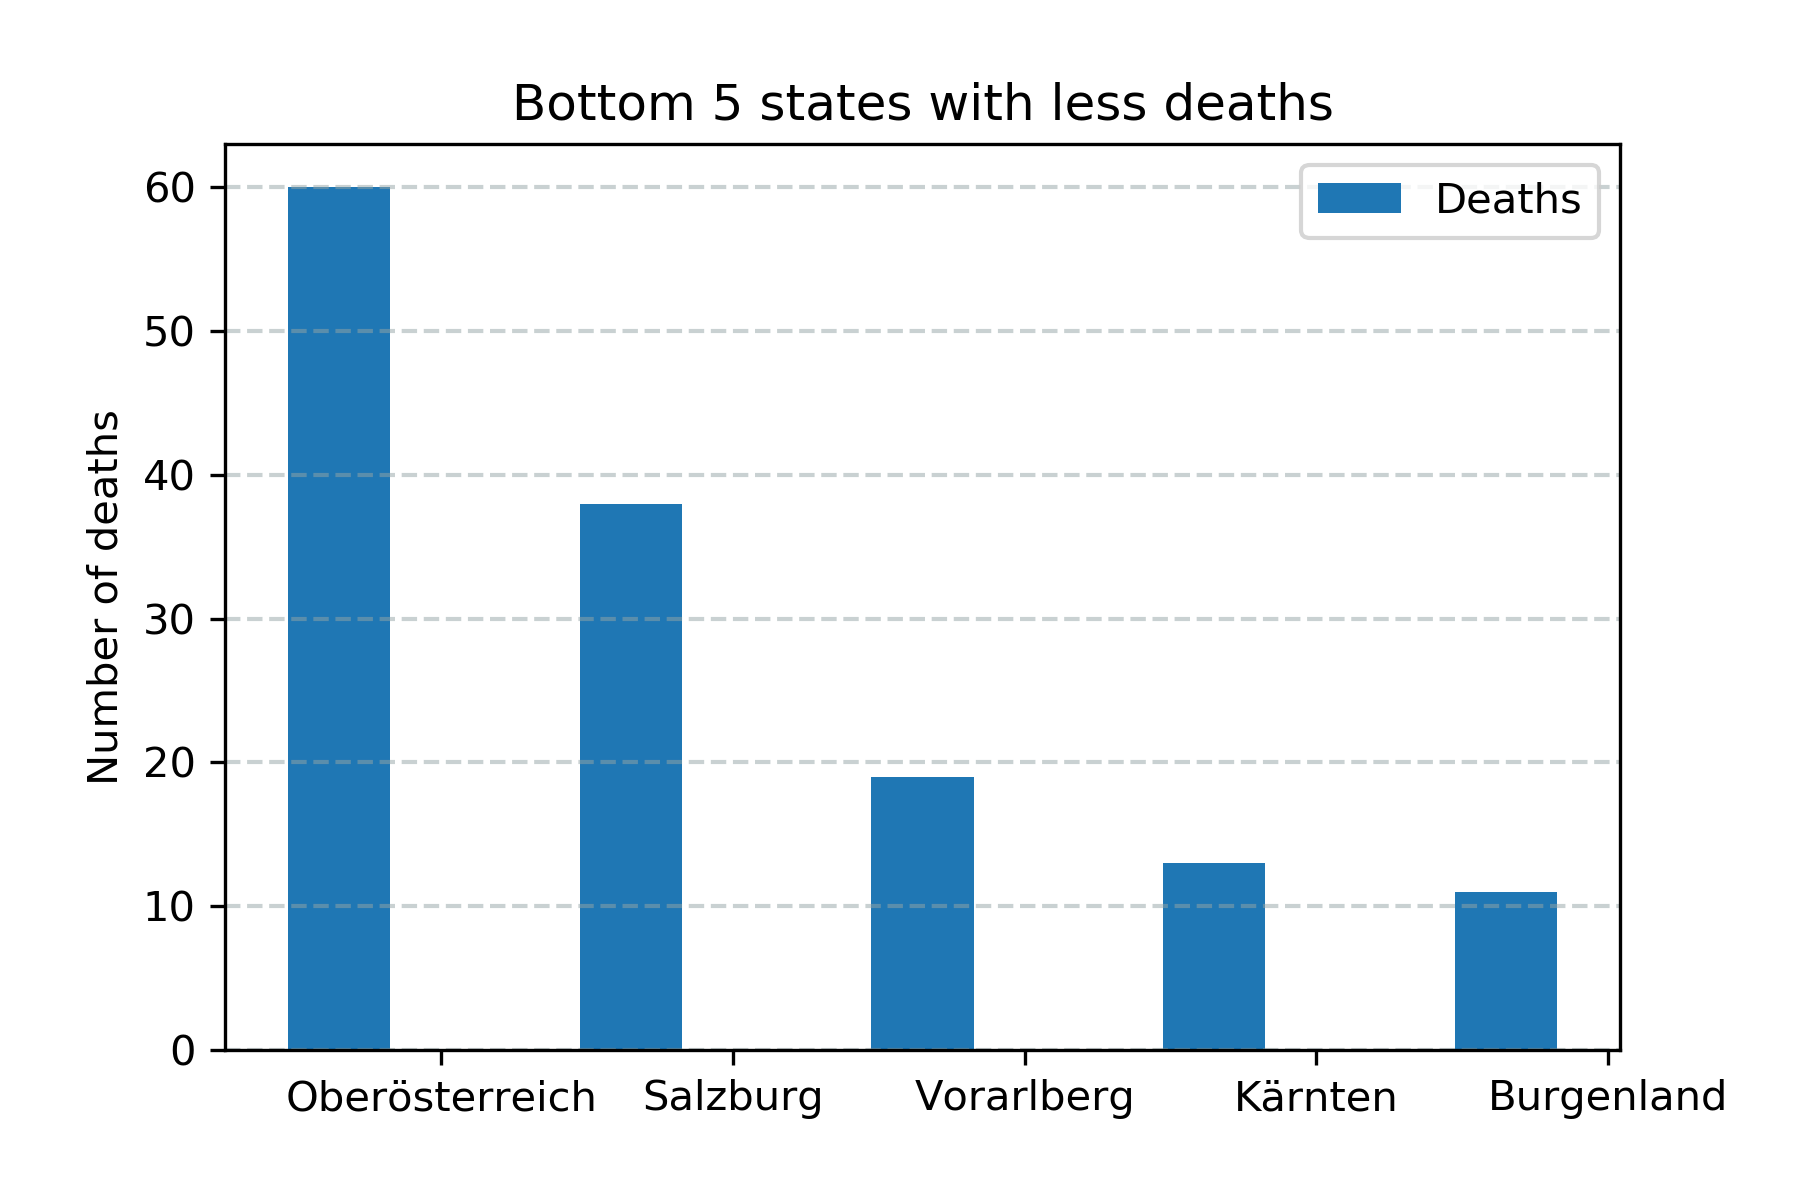 Bottom 5 states with less deaths
Deaths
Number of deaths
60
50
40
30
20
10
0
Oberösterreich Salzburg Vorarlberg Kärnten Burgenland